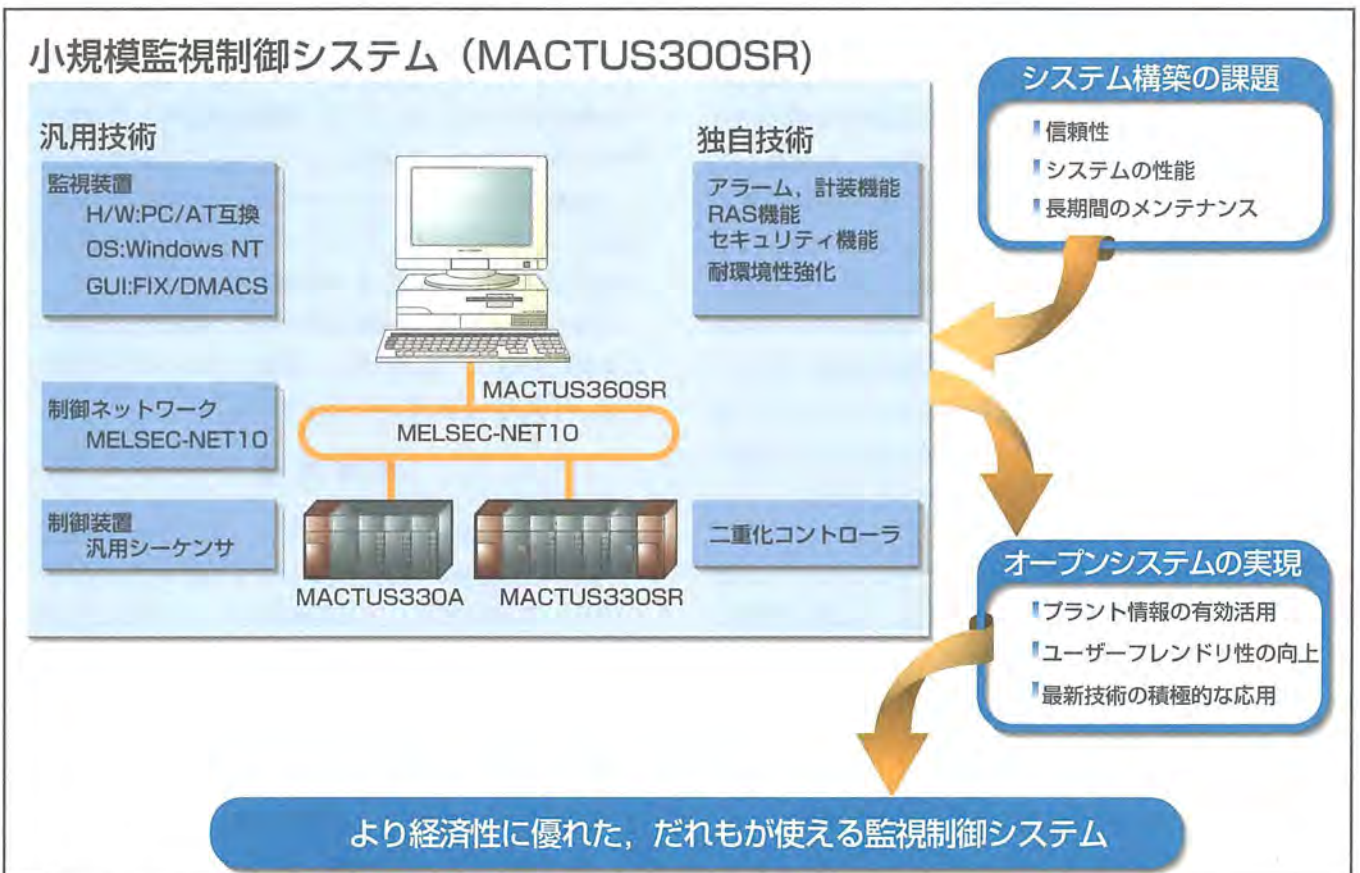 小規模監視制御システム（MACTUS300SR)
汎用技術
監視装置
H/W:PC/AT互換
OS:Windows NT
GUI:FIX/DMACS
制御ネットワーク
MELSEC-NET10
制御装置
汎用シーケンサ
MACTUS360SR
MELSEC-NET10
MACTUS330A
MACTUS330SR
独自技術
アラーム，計装機能
RAS機能
セキュリティ機能
耐環境性強化
二重化コントローラ
システム構築の課題
信頼性
システムの性能
長期間のメンテナンス
オープンシステムの実現
プラント情報の有効活用
ユーザーフレンドリ性の向上
最新技術の積極的な応用
より経済性に優れた，だれもが使える監視制御システム